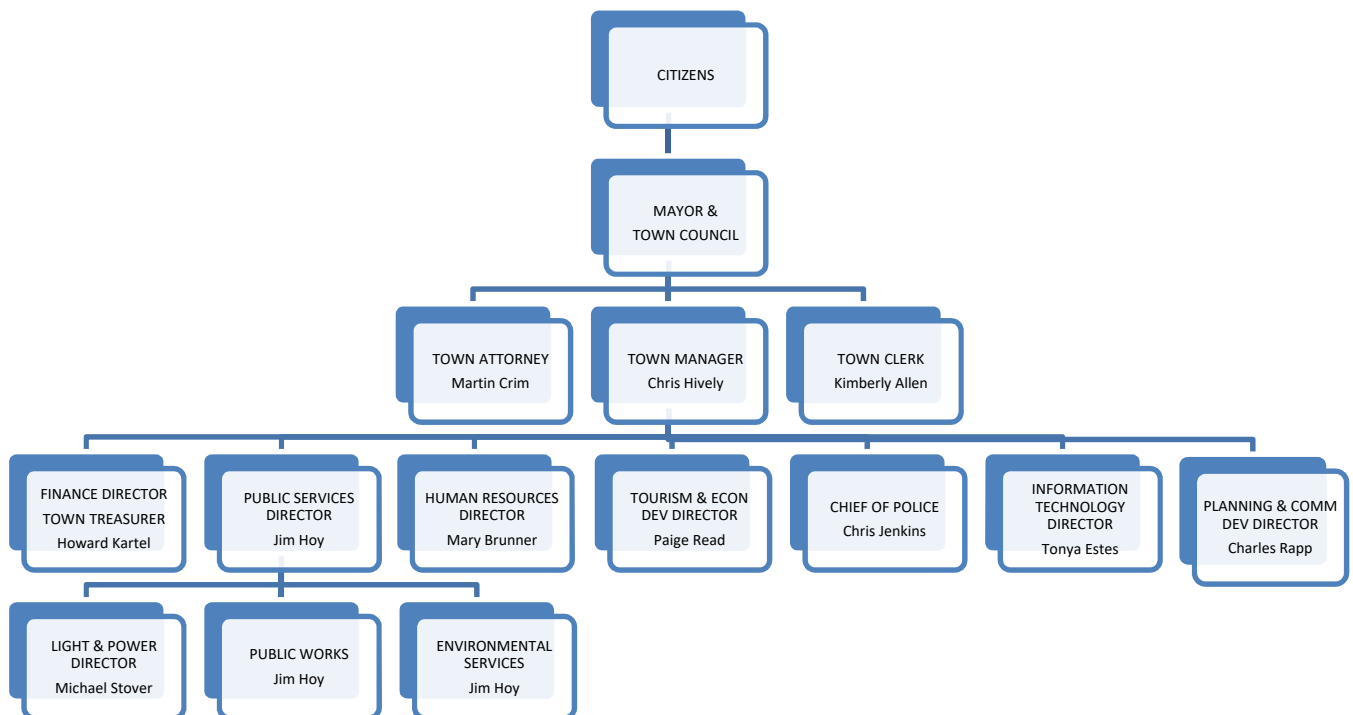 CITIZENS
MAYOR &
TOWN COUNCIL
TOWN ATTORNEY
Martin Crim
TOWN MANAGER
Chris Hively
TOWN CLERK
Kimberly Allen
FINANCE DIRECTOR
TOWN TREASURER
Howard Kartel
PUBLIC SERVICES
DIRECTOR
Jim Hoy
HUMAN RESOURCES
DIRECTOR
Mary Brunner
TOURISM & ECON
DEV DIRECTOR
Paige Read
CHIEF OF POLICE
Chris Jenkins
INFORMATION
TECHNOLOGY
DIRECTOR
Tonya Estes
PLANNING & COMM
DEV DIRECTOR
Charles Rapp
LIGHT & POWER
DIRECTOR
Michael Stover
PUBLIC WORKS
Jim Hoy
ENVIRONMENTAL
SERVICES
Jim Hoy